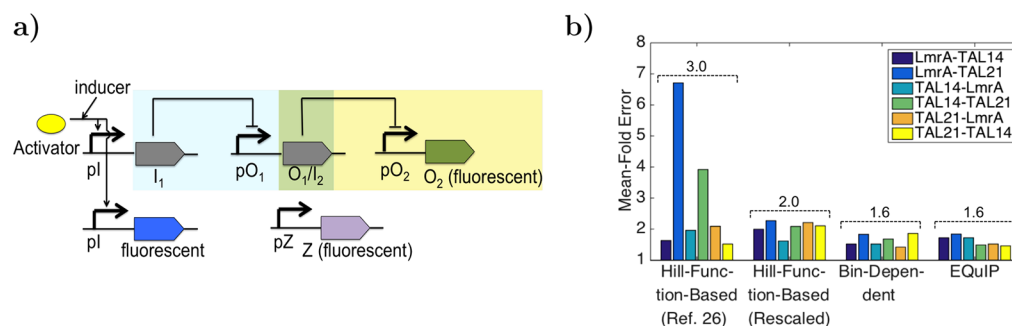 a)
inducer
Activator
pI
I₁
pO₁
O₁/I₂
pO₂
O₂ (fluorescent)
pI
fluorescent
pZ
Z (fluorescent)
b)
Mean-Fold Error
8
7
6
5
4
3
2
1
3.0
2.0
1.6
1.6
LmrA-TAL14
LmrA-TAL21
TAL14-LmrA
TAL14-TAL21
TAL21-LmrA
TAL21-TAL14
Hill-Func-
tion-Based
(Ref. 26)
Hill-Func-
tion-Based
(Rescaled)
Bin-Depen-
dent
EQuIP